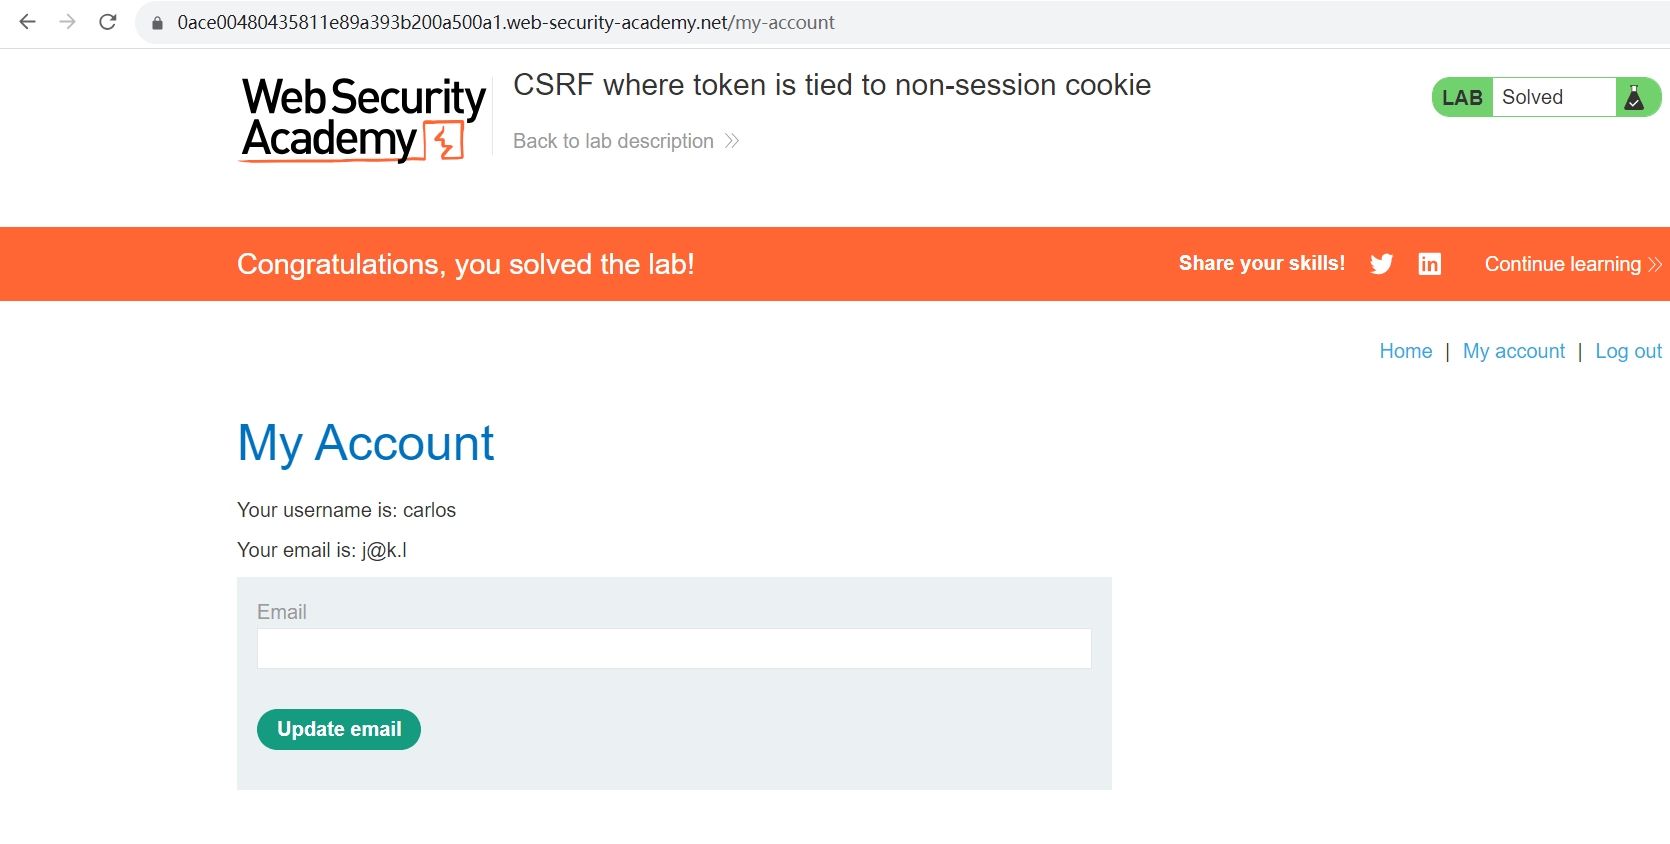 0ace00480435811e89a393b200a500a1.web-security-academy.net/my-account
Web Security
Academy
CSRF where token is tied to non-session cookie
Back to lab description
LAB Solved
Congratulations, you solved the lab!
Share your skills!
Continue learning
Home | My account | Log out
My Account
Your username is: carlos
Your email is: j@k.l
Email
Update email